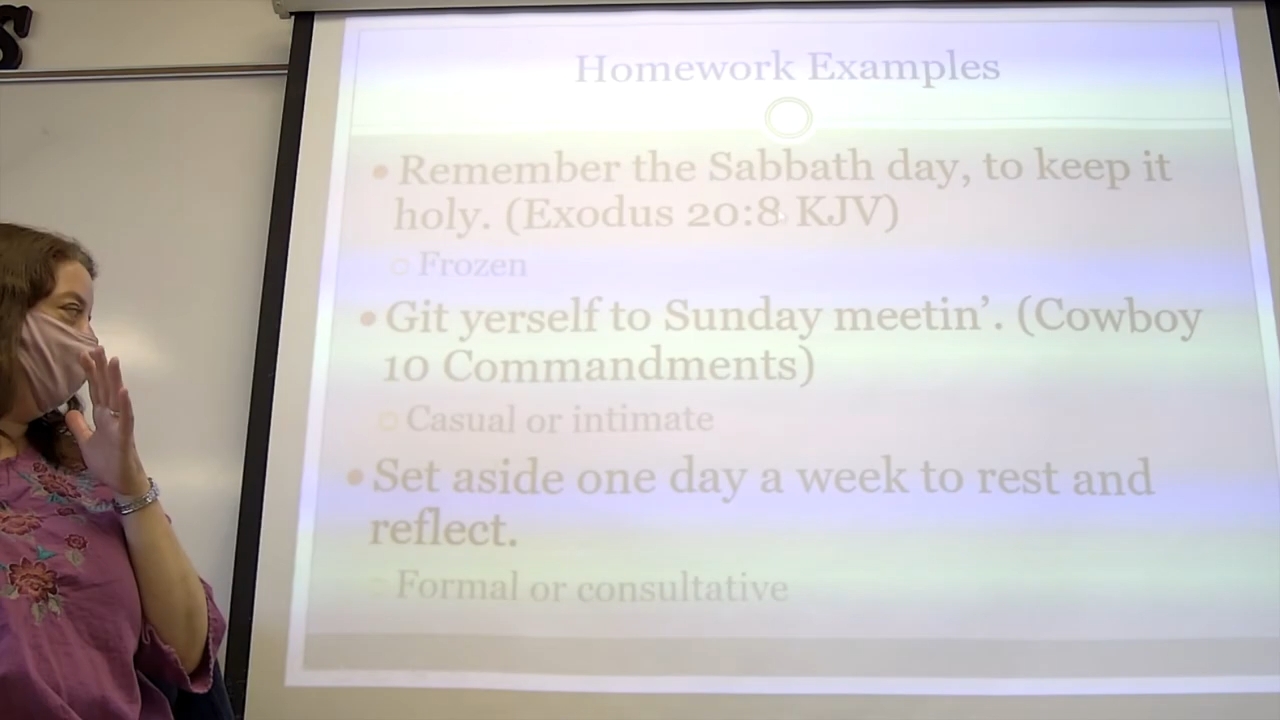 Homework Examples
Remember the Sabbath day, to keep it
holy. (Exodus 20:8 KJV)
Frozen
Git yerself to Sunday meetin’. (Cowboy
10 Commandments)
Casual or intimate
Set aside one day a week to rest and
reflect.
Formal or consultative